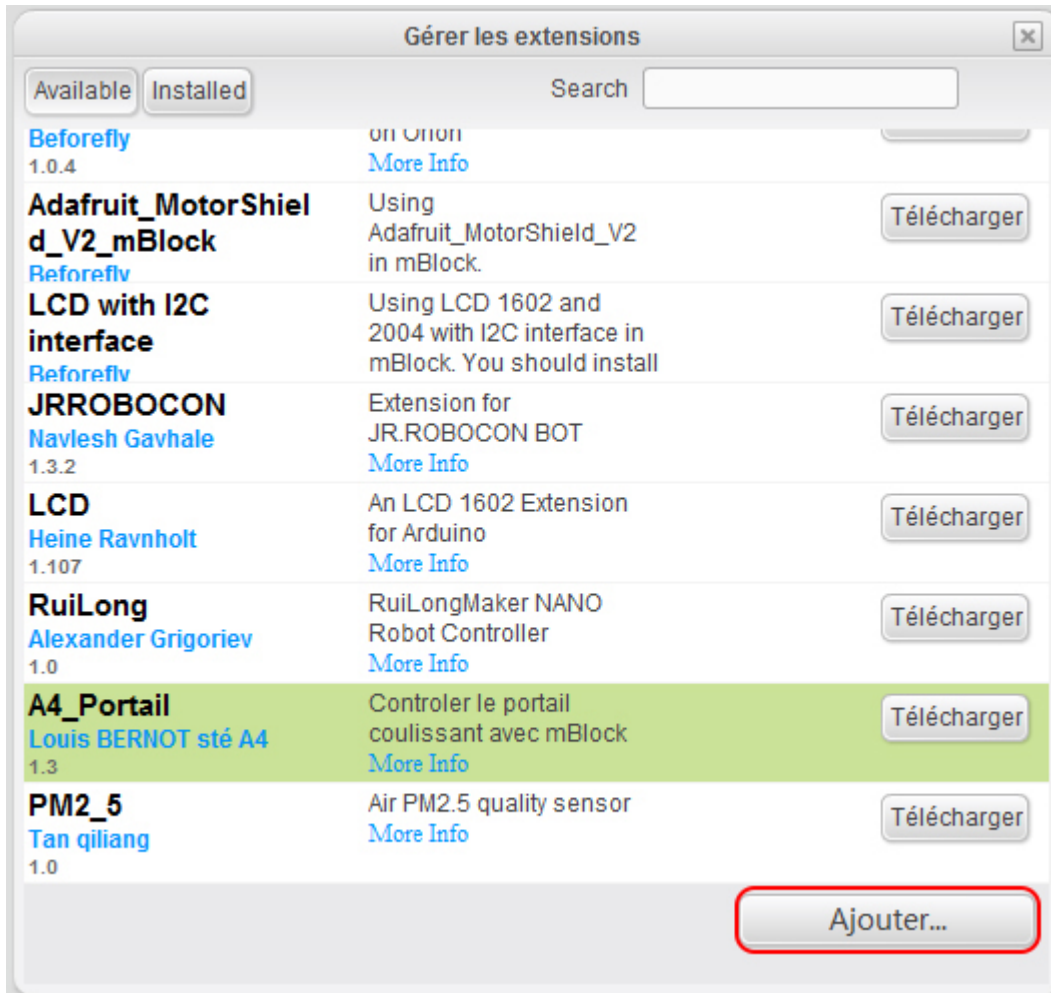 Gérer les extensions
Available Installed Search
Beforefly
1.0.4
on Orion
More Info
Adafruit_MotorShiel
d_V2_mBlock
Beforefly
Using
Adafruit_MotorShield_V2
in mBlock.
Télécharger
LCD with I2C
interface
Beforefly
Using LCD 1602 and
2004 with I2C interface in
mBlock. You should install
Télécharger
JRROBOCON
Navlesh Gavhale
1.3.2
Extension for
JR.ROBOCON BOT
More Info
Télécharger
LCD
Heine Ravnholt
1.107
An LCD 1602 Extension
for Arduino
More Info
Télécharger
RuiLong
Alexander Grigoriev
1.0
RuiLongMaker NANO
Robot Controller
More Info
Télécharger
A4_Portail
Louis BERNOT sté A4
1.3
Controler le portail
coulissant avec mBlock
More Info
Télécharger
PM2_5
Tan qiliang
1.0
Air PM2.5 quality sensor
More Info
Télécharger
Ajouter...